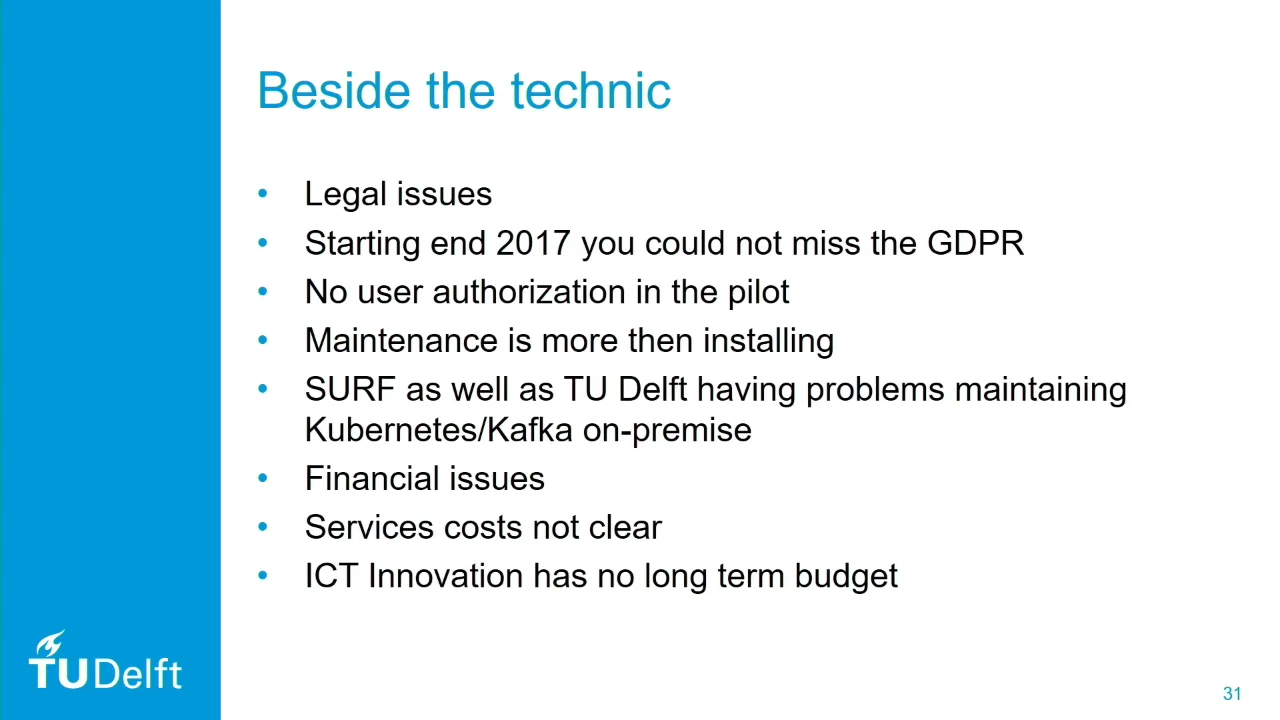 Beside the technic
• Legal issues
• Starting end 2017 you could not miss the GDPR
• No user authorization in the pilot
• Maintenance is more then installing
• SURF as well as TU Delft having problems maintaining
Kubernetes/Kafka on-premise
• Financial issues
• Services costs not clear
• ICT Innovation has no long term budget
TU Delft
31